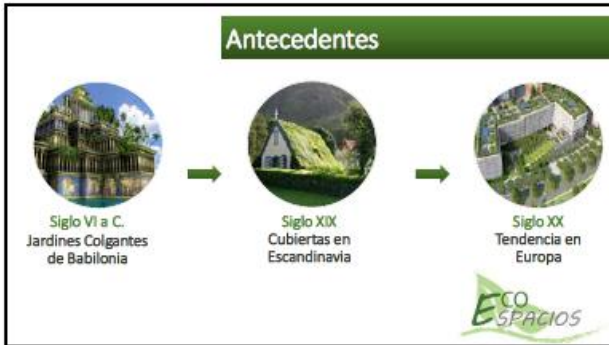 Antecedentes
Siglo VI a C.
Jardines Colgantes
de Babilonia
Siglo XIX
Cubiertas en
Escandinavia
Siglo XX
Tendencia en
Europa
ECO
ESPACIOS